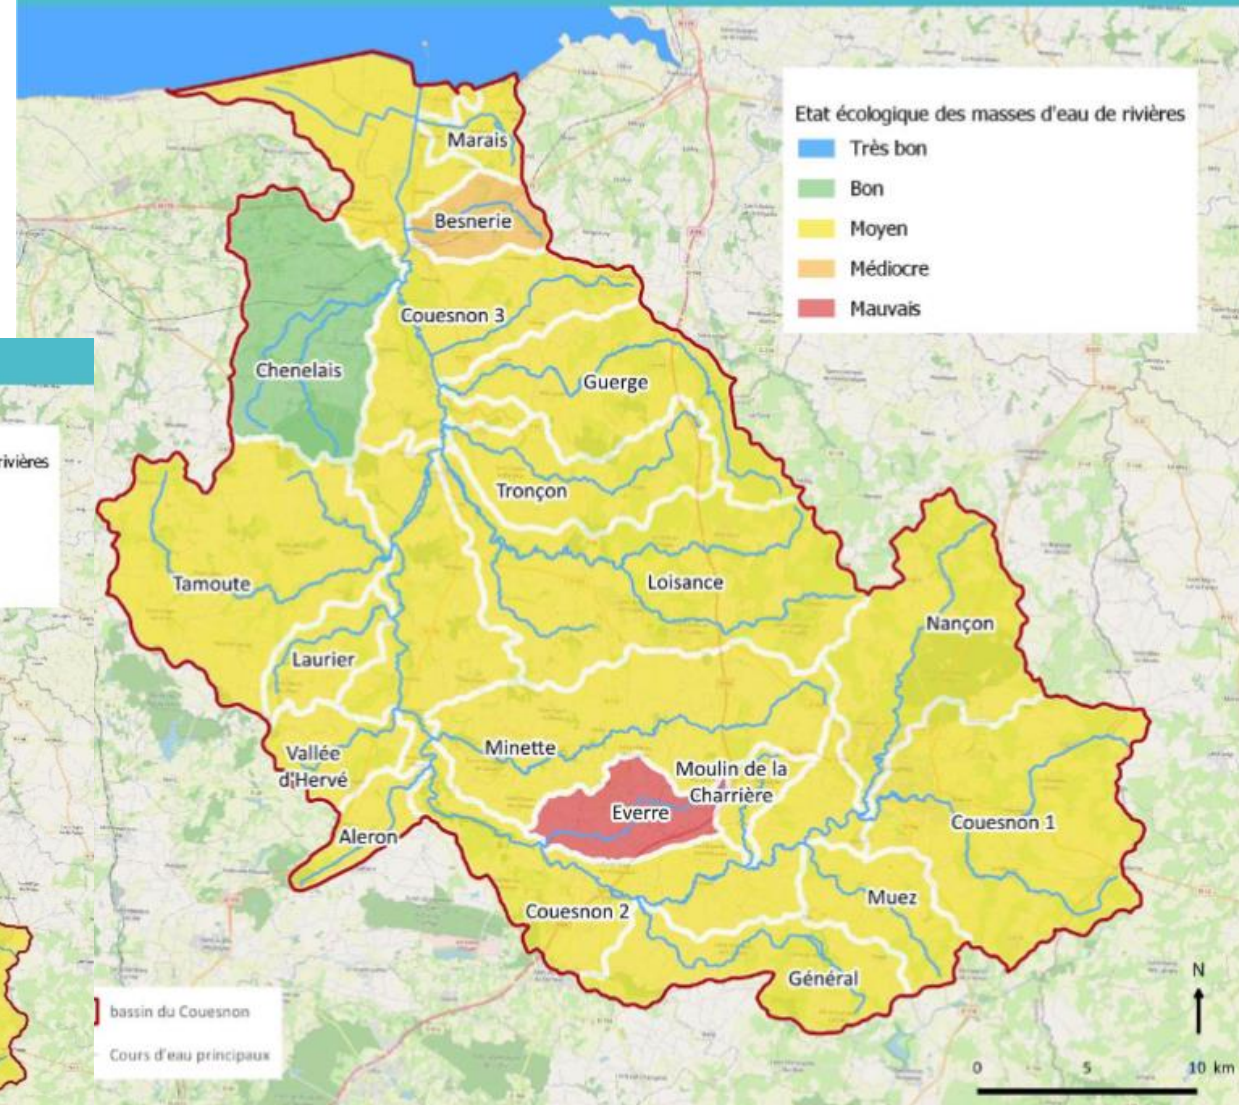 Etat écologique des masses d'eau de rivières
Très bon
Bon
Moyen
Médiocre
Mauvais
Marais
Besnerie
Couesnon 3
Chenelais
Guerge
Tronçon
rivières
Tamoute
Loisance
Nançon
Laurier
Minette
Vallée
d'Hervé
Moulin de la
Charrière
Everre
Couesnon 1
Aleron
Muez
Couesnon 2
Général
N
bassin du Couesnon
Cours d'eau principaux
0 5 10 km